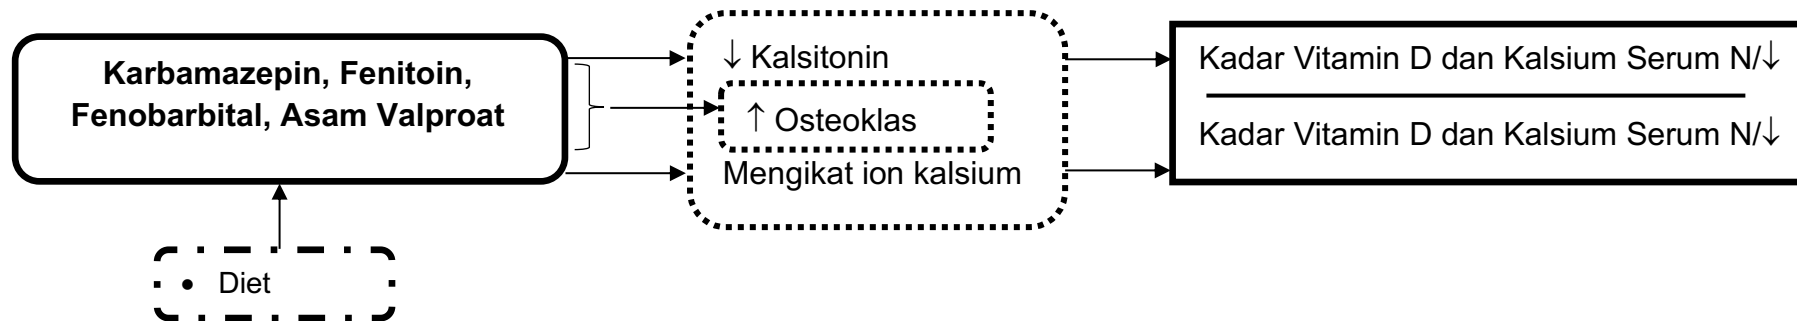 Karbamazepin, Fenitoin,
Fenobarbital, Asam Valproat
↓ Kalsitonin
↑ Osteoklas
Mengikat ion kalsium
Kadar Vitamin D dan Kalsium Serum N/↓
Kadar Vitamin D dan Kalsium Serum N/↓
• Diet